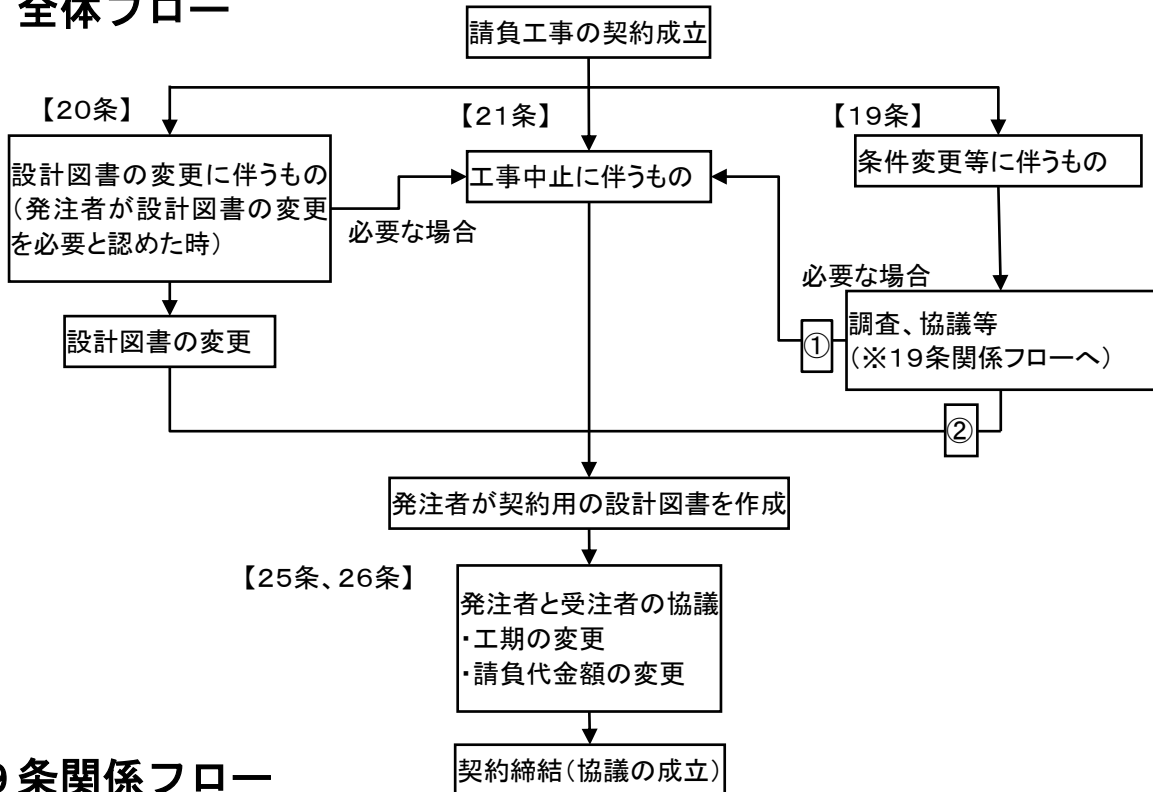 全体フロー
請負工事の契約成立
【20条】
【21条】
【19条】
設計図書の変更に伴うもの
(発注者が設計図書の変更
を必要と認めた時)
工事中止に伴うもの
条件変更等に伴うもの
必要な場合
必要な場合
設計図書の変更
①
調査、協議等
(※19条関係フローへ)
②
発注者が契約用の設計図書を作成
【25条、26条】
発注者と受注者の協議
・工期の変更
・請負代金額の変更
契約締結(協議の成立)
9条関係フロー